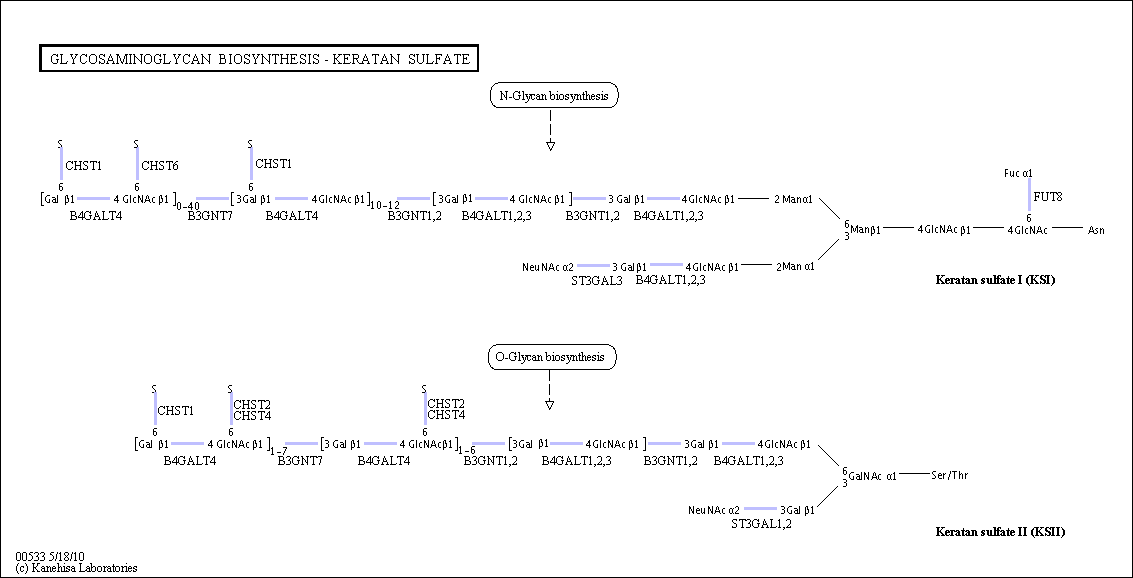 GLYCOSAMINOGLYCAN BIOSYNTHESIS - KERATAN SULFATE
N-Glycan biosynthesis
S S S
CHST1 CHST6 CHST1
Fuc α1
FUT8
6 6 6 6
[Gal β1 4 GlcNAc β1]0-40 [3Gal β1 4 GlcNAc β1]10-12 [3Gal β1 4 GlcNAc β1] 3 Gal β1 4GlcNAc β1 2 Manα1
B4GALT4 B3GNT7 B4GALT4 B3GNT1,2 B4GALT1,2,3 B3GNT1,2 B4GALT1,2,3
6
3 Manβ1 4GlcNAc β1 4GlcNAc Asn
NeuNAc α2 3 Galβ1 4GlcNAc β1 2Man α1
ST3GAL3 B4GALT1,2,3
Keratan sulfate I (KSI)
O-Glycan biosynthesis
S S S
CHST1 CHST2 CHST2
CHST4 CHST4
6 6 6
[Gal β1 4 GlcNAc β1]1-7 [3 Gal β1 4 GlcNAcβ1]1-6 [3Gal β1 4GlcNAc β1] 3Gal β1 4GlcNAc β1
B4GALT4 B3GNT7 B4GALT4 B3GNT1,2 B4GALT1,2,3 B3GNT1,2 B4GALT1,2,3
6
3 GalNAc α1 Ser/Thr
NeuNAc α2 3Gal β1
ST3GAL1,2
Keratan sulfate II (KSII)
00533 5/18/10
(c) Kanehisa Laboratories